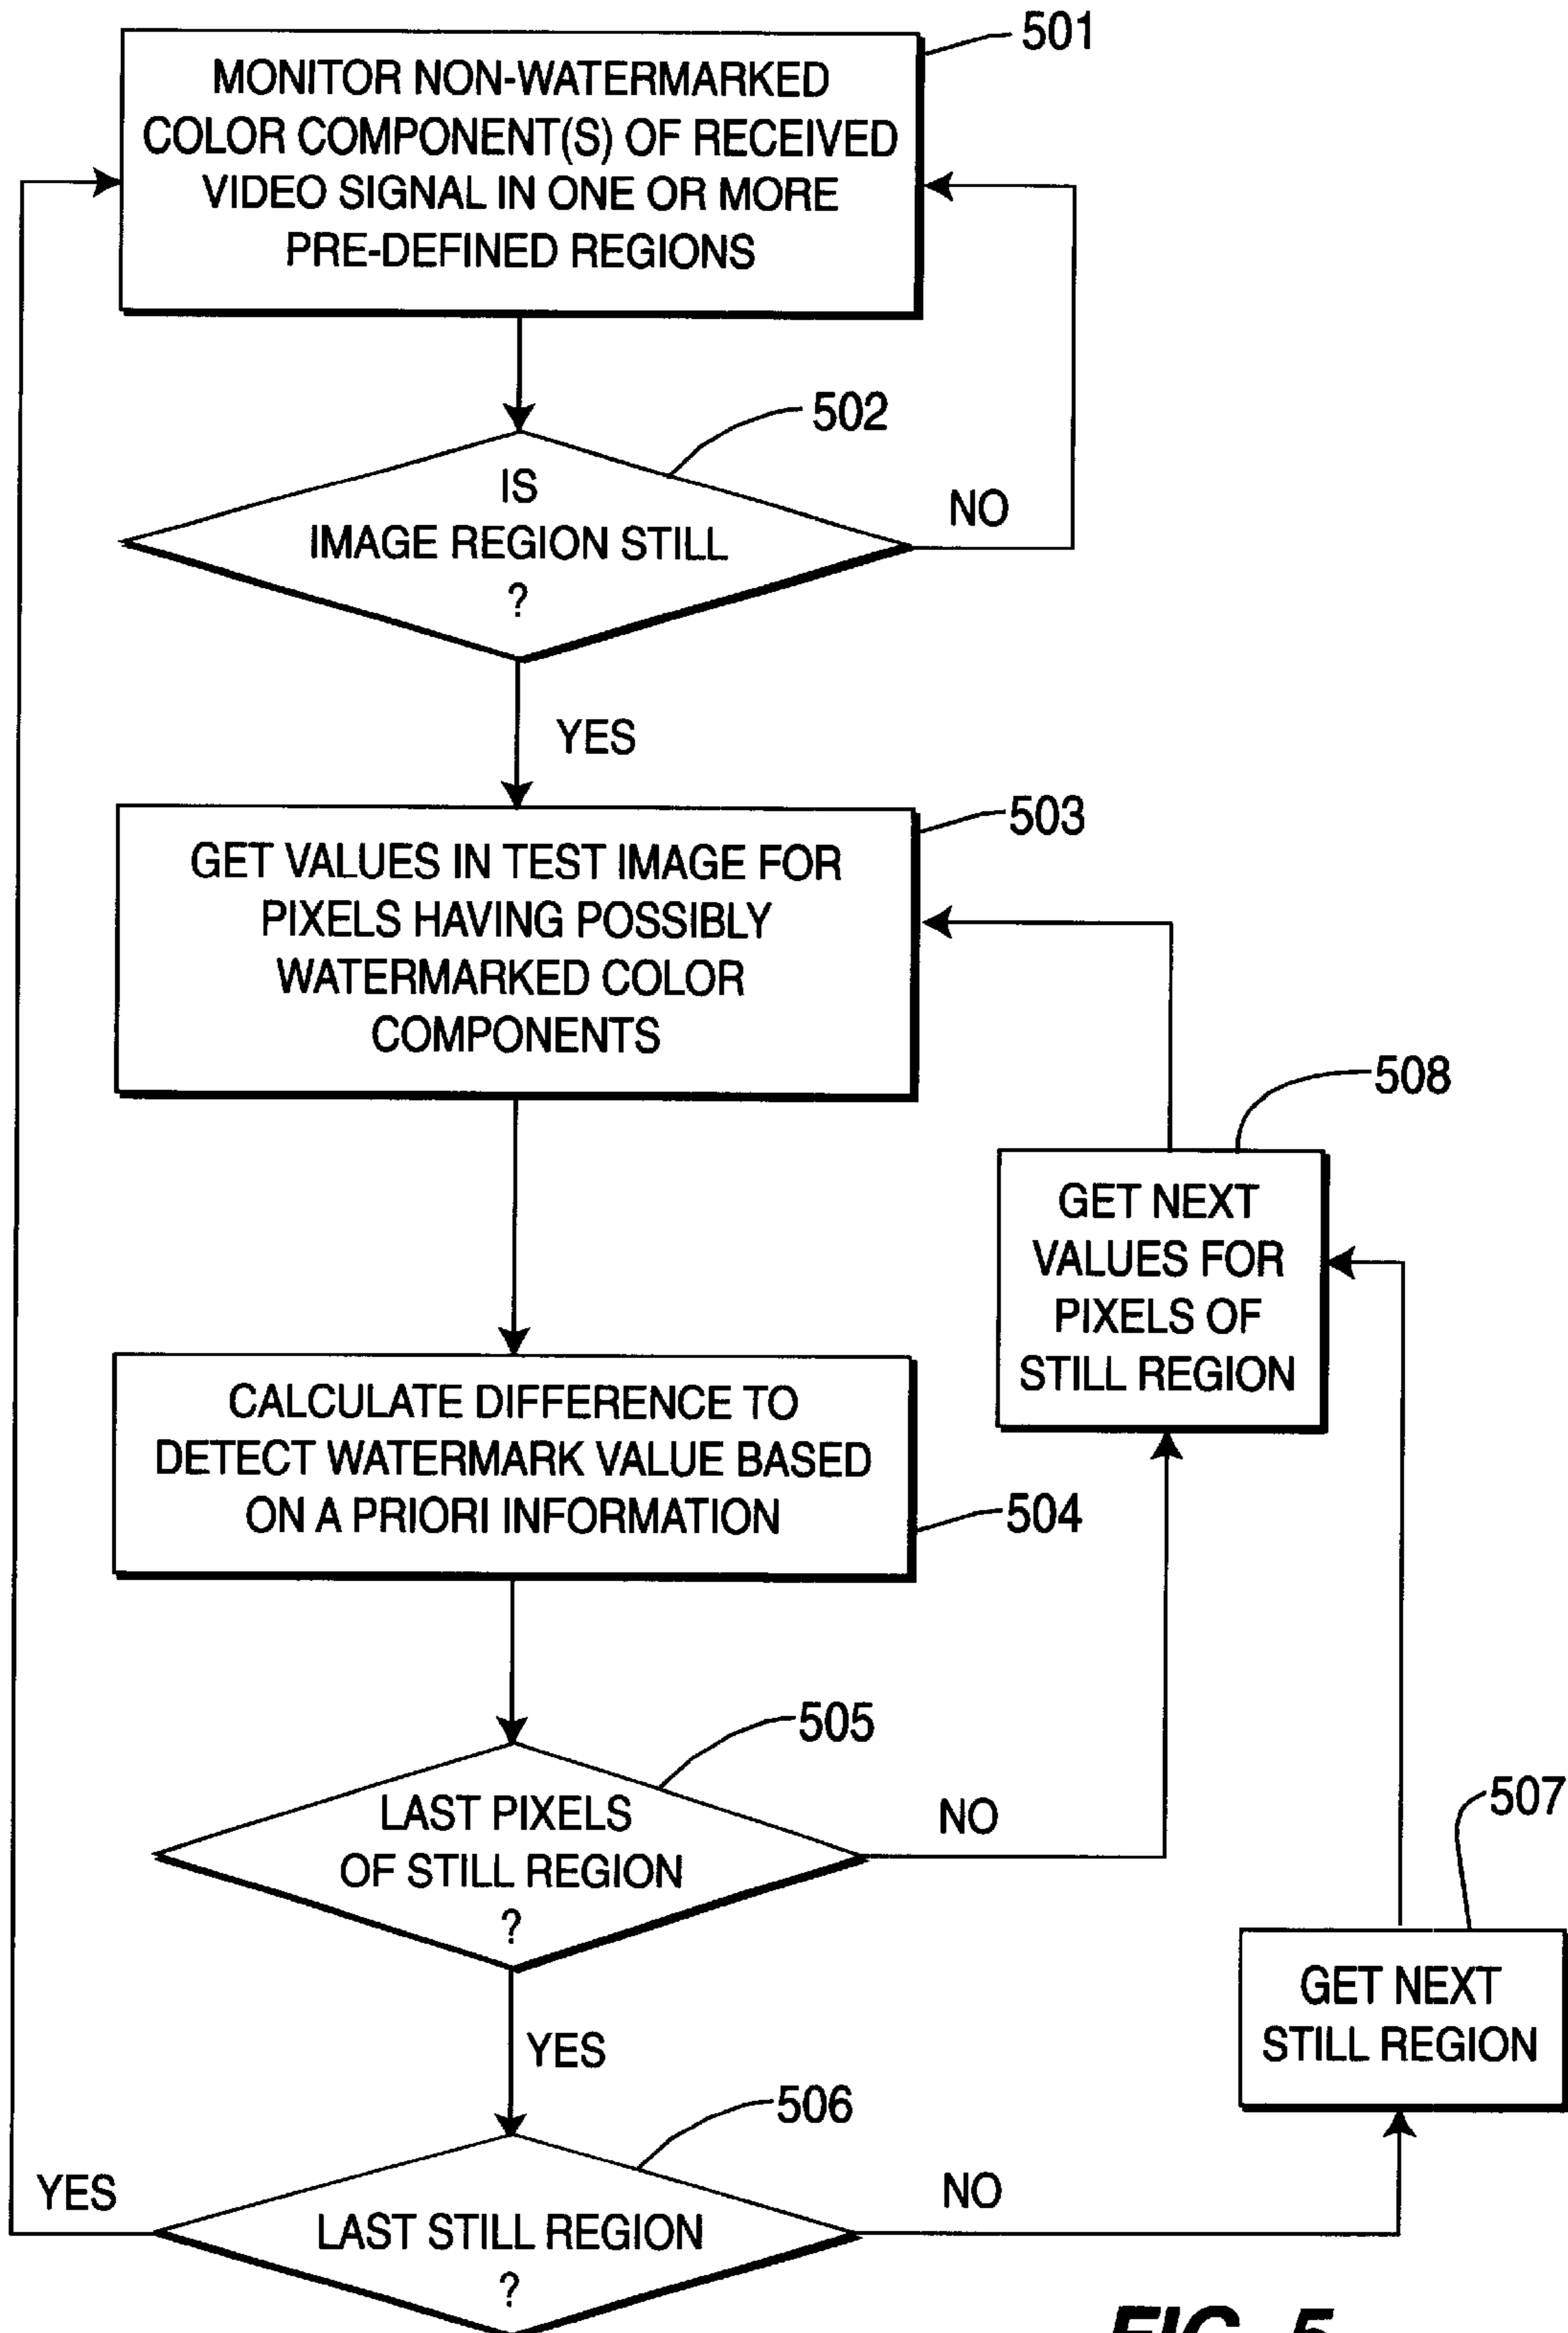 501
MONITOR NON-WATERMARKED
COLOR COMPONENT(S) OF RECEIVED
VIDEO SIGNAL IN ONE OR MORE
PRE-DEFINED REGIONS
502
IS
IMAGE REGION STILL
?
NO
YES
503
GET VALUES IN TEST IMAGE FOR
PIXELS HAVING POSSIBLY
WATERMARKED COLOR
COMPONENTS
508
GET NEXT
VALUES FOR
PIXELS OF
STILL REGION
CALCULATE DIFFERENCE TO
DETECT WATERMARK VALUE BASED
ON A PRIORI INFORMATION
504
505
LAST PIXELS
OF STILL REGION
?
NO
507
GET NEXT
STILL REGION
YES
506
YES
LAST STILL REGION
?
NO
FIG. 5